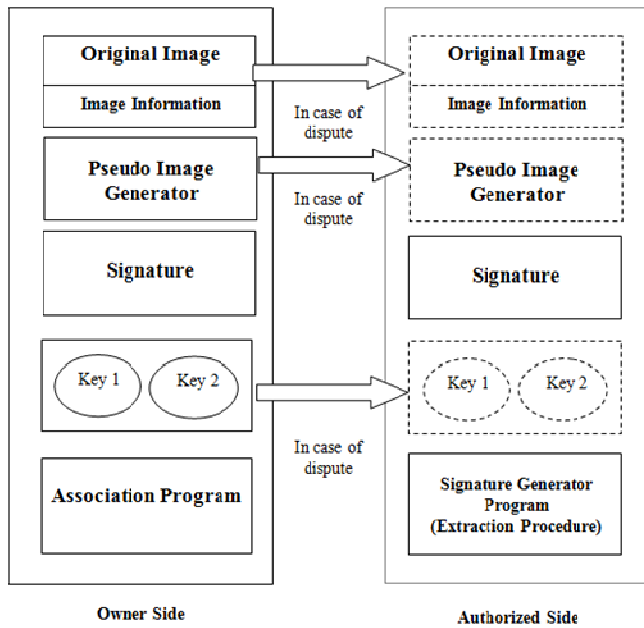 Original Image
Image Information
Pseudo Image
Generator
Signature
Key 1
Key 2
Association Program
Owner Side
In case of
dispute
In case of
dispute
In case of
dispute
Original Image
Image Information
Pseudo Image
Generator
Signature
Key 1
Key 2
Signature Generator
Program
(Extraction Procedure)
Authorized Side